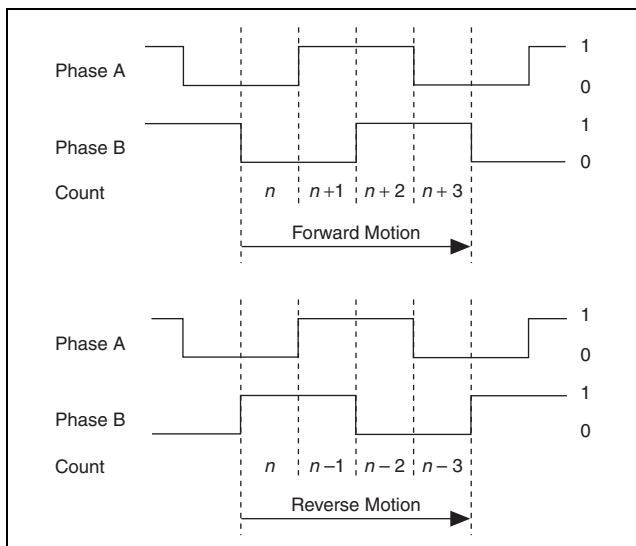 1
Phase A
0
1
Phase B
0
Count n n+1 n+2 n+3
Forward Motion
1
Phase A
0
1
Phase B
0
Count n n–1 n–2 n–3
Reverse Motion